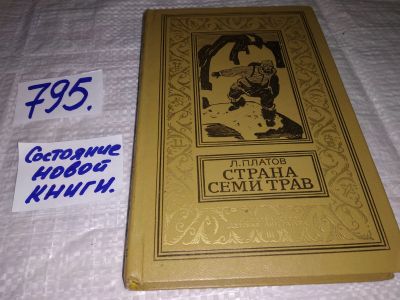 795.
Состояние
новой
книги.
Л. ПЛАТОВ
СТРАНА
СЕМИ ТРАВ